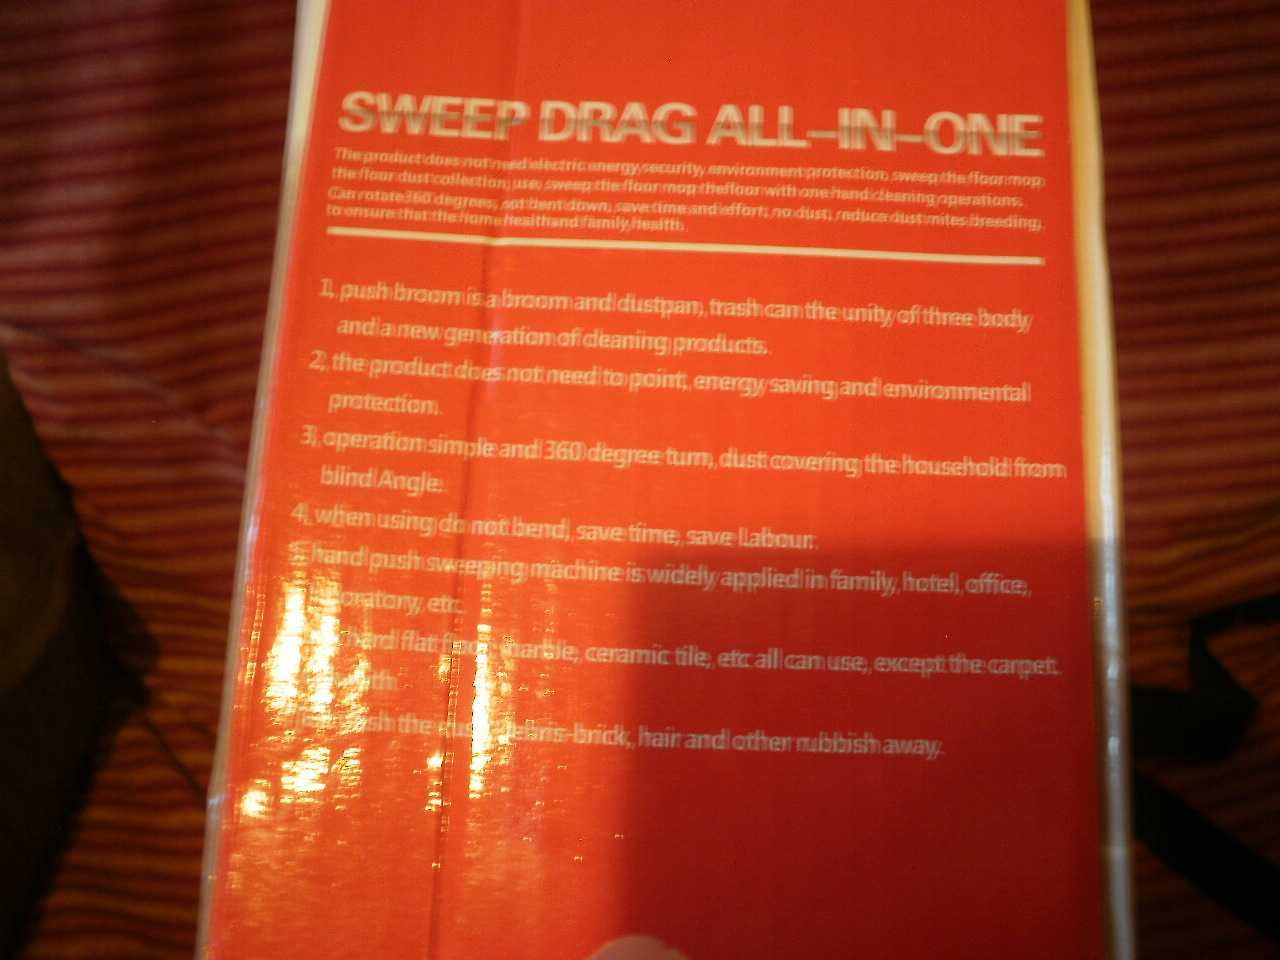 SWEEP DRAG ALL-IN-ONE
The product does not need electric energy, security, environment protection, sweep the floor mop
the floor dust collection, use, sweep the floor mop thefloor with one hand cleaning operations.
Can rotate 360 degrees, not bent down, save time and effort, no dust, reduce dust mites breeding,
to ensure that the home healthand family health.
1, push broom is a broom and dustpan, trash can the unity of three body
and a new generation of cleaning products.
2, the product does not need to point, energy saving and environmental
protection.
3, operation simple and 360 degree turn, dust covering the household from
blind Angle.
4, when using do not bend, save time, save Labour.
5, hand push sweeping machine is widely applied in family, hotel, office,
etc.
hard flat floor, marble, ceramic tile, etc all can use, except the carpet.
the debris-brick, hair and other rubbish away.